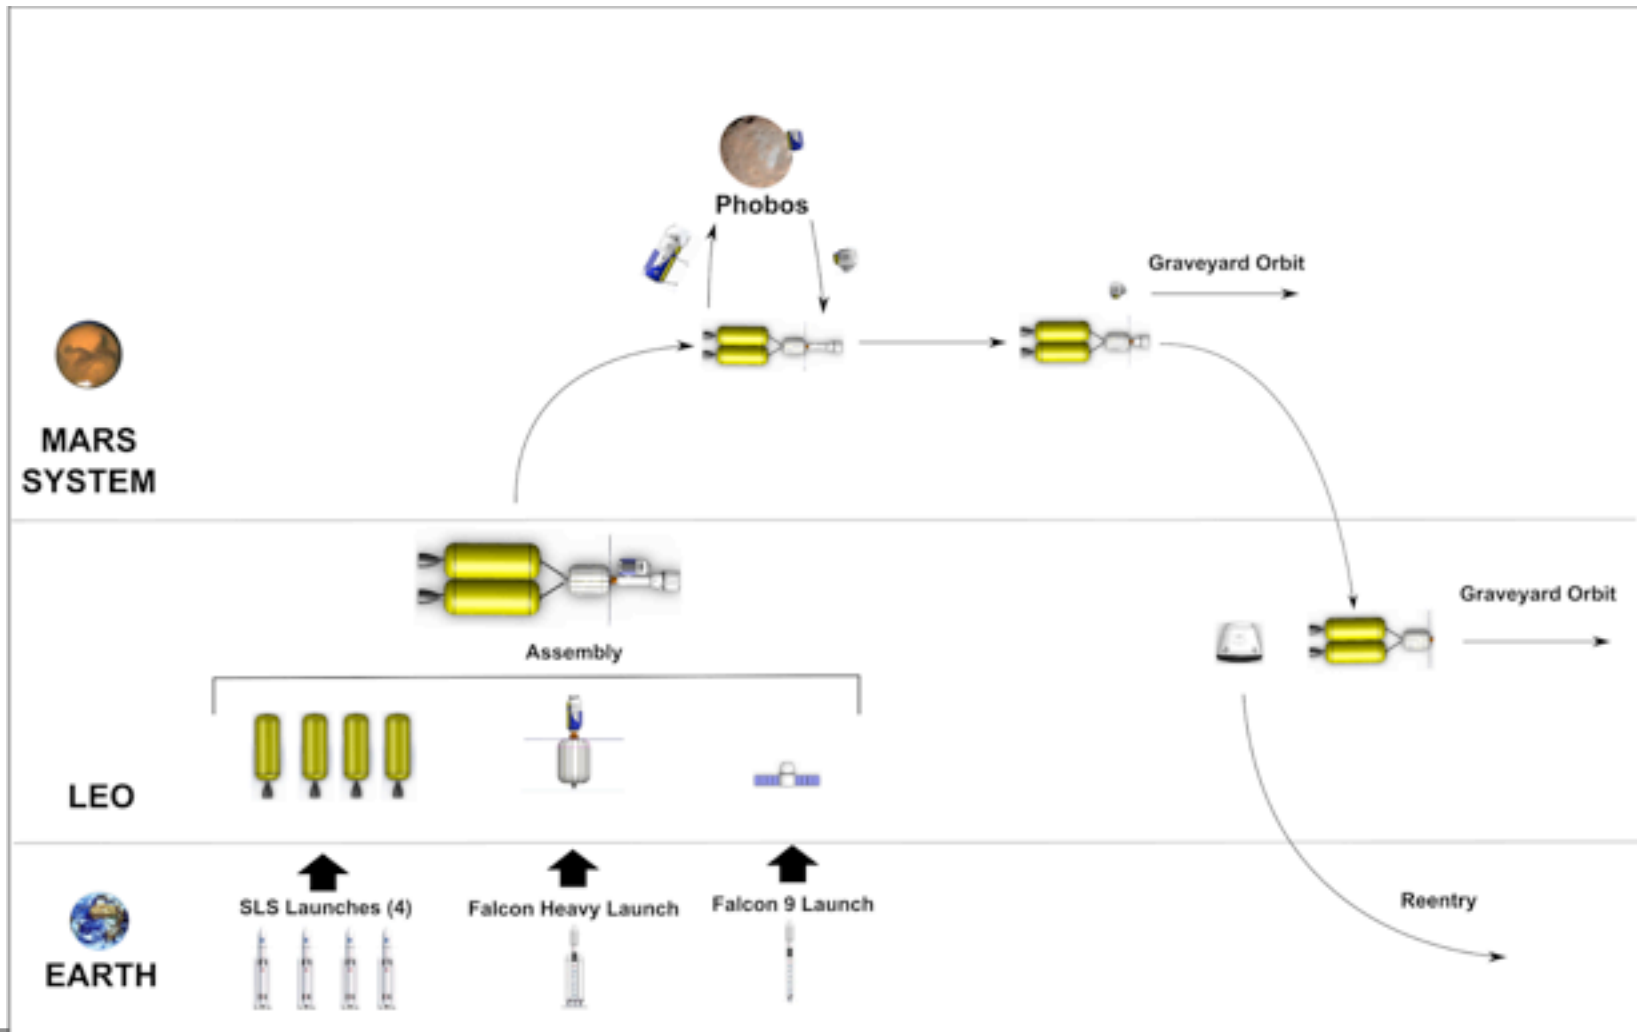 Phobos
Graveyard Orbit
MARS
SYSTEM
Graveyard Orbit
Assembly
LEO
SLS Launches (4)
Falcon Heavy Launch
Falcon 9 Launch
Reentry
EARTH